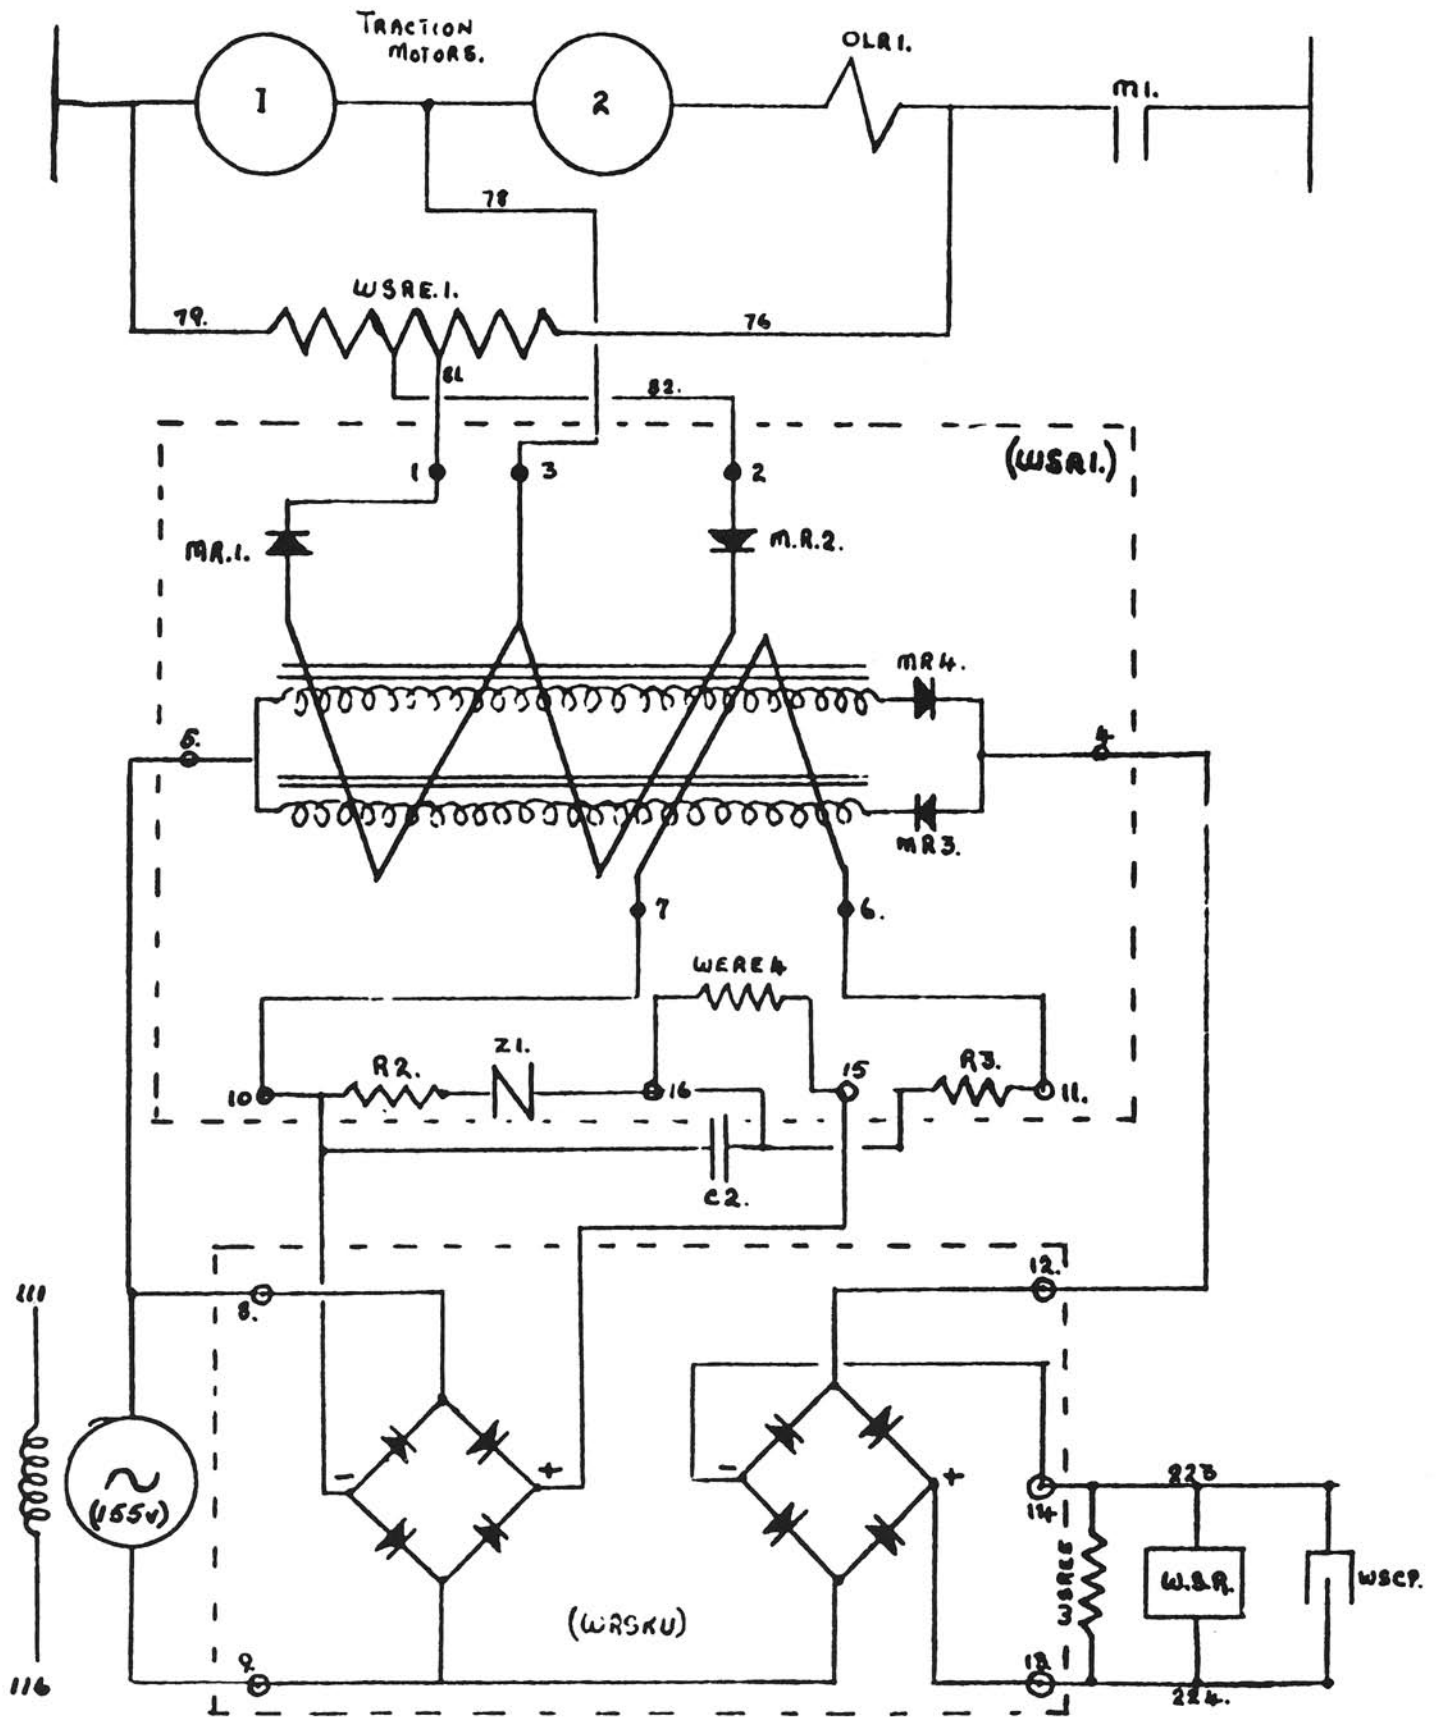 TRACTION
MOTORS.
OLR1.
M1.
1
2
78
WSRE.1.
79.
76
81
82.
(WSR1.)
1
3
2
MR.1.
M.R.2.
MR4.
5.
4
MR3.
7
6.
WERE4
Z1.
R2.
R3.
15
10
16
11.
C2.
12.
111
8.
(155v)
-
+
-
+
14
223
WSREE
W.S.R.
WSCP.
(WRSKU)
9.
13.
116
224.